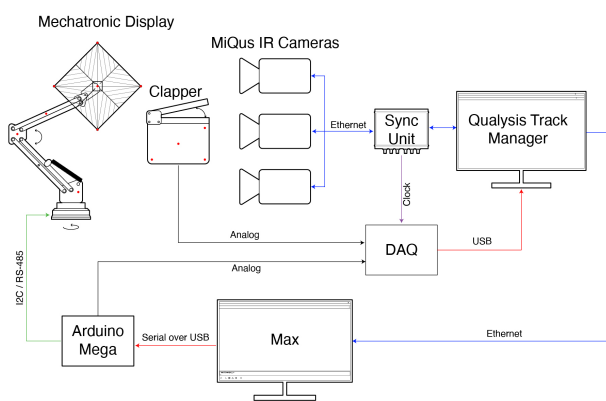 Mechatronic Display
MiQus IR Cameras
Clapper
Ethernet
Sync
Unit
Qualysis Track
Manager
Clock
Analog
DAQ
USB
Analog
I2C / RS-485
Arduino
Mega
Serial over USB
Max
Ethernet